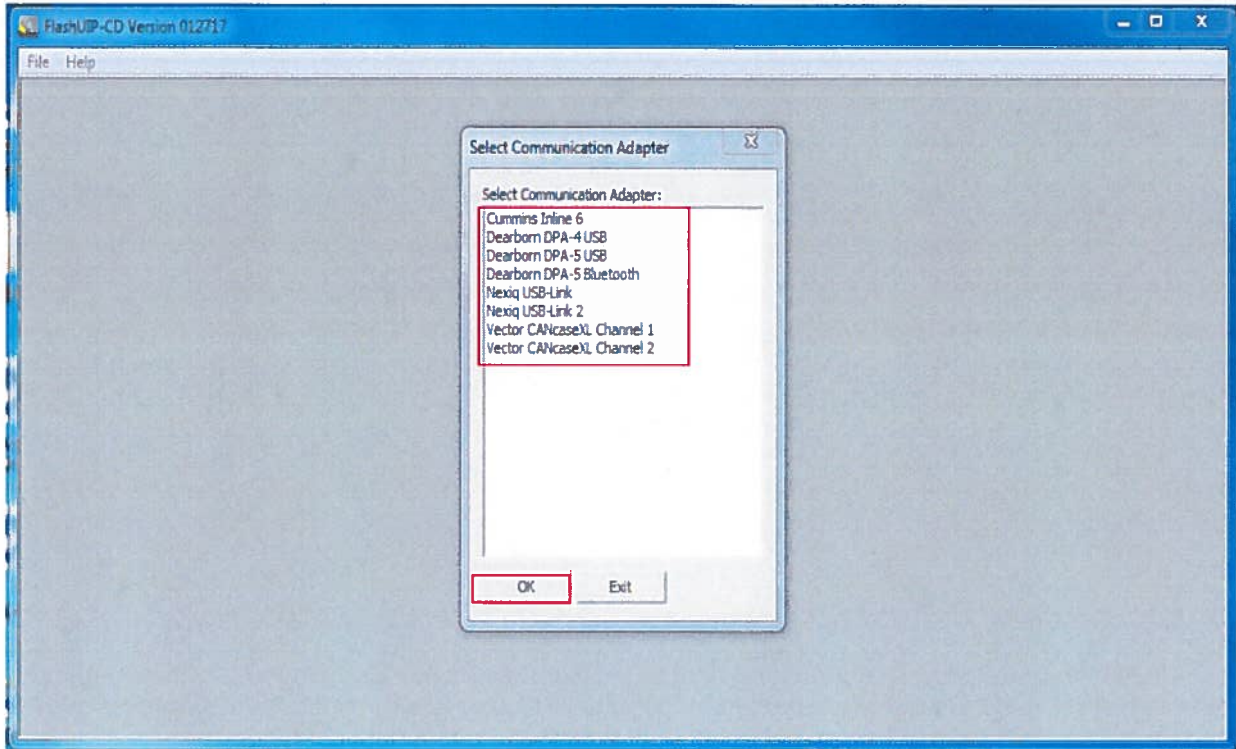 FlashUIP-CD Version 012717
File Help
Select Communication Adapter
Select Communication Adapter:
Cummins Inline 6
Dearborn DPA-4 USB
Dearborn DPA-5 USB
Dearborn DPA-5 Bluetooth
Nexiq USB-Link
Nexiq USB-Link 2
Vector CANcaseXL Channel 1
Vector CANcaseXL Channel 2
OK Exit